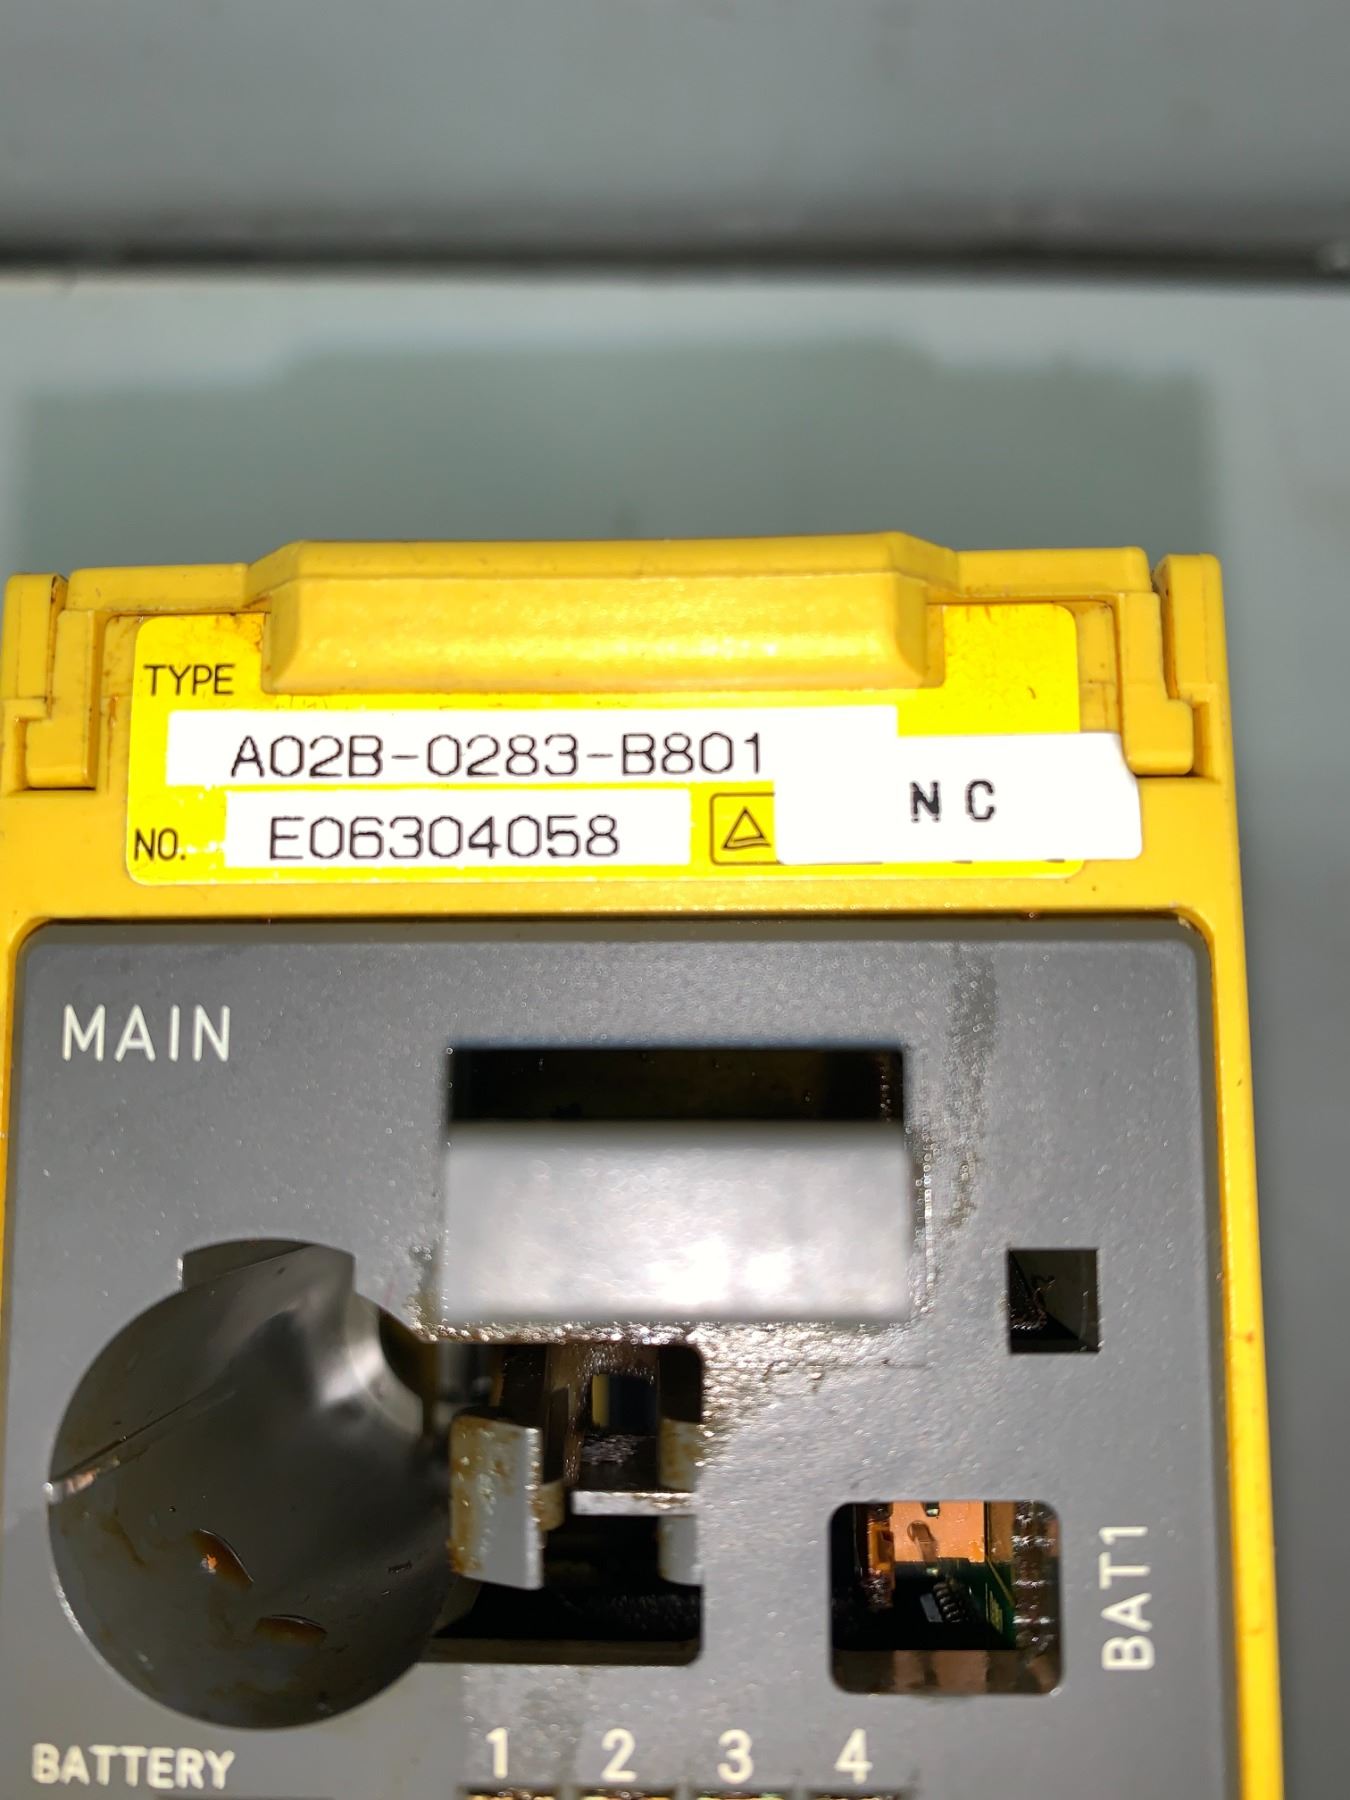 TYPE
A02B-0283-B801
N C
NO. E06304058
MAIN
BAT1
1 2 3 4
BATTERY